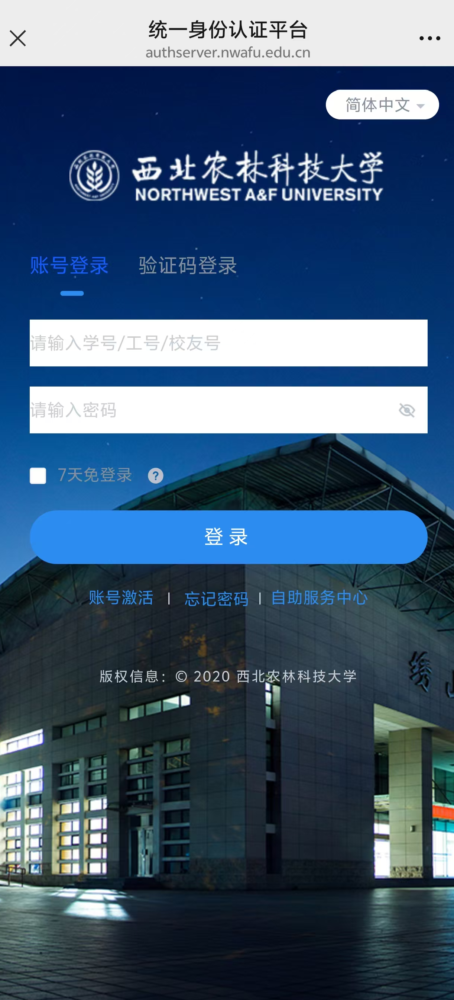 统一身份认证平台
authserver.nwafu.edu.cn
简体中文
西北农林科技大学
NORTHWEST A&F UNIVERSITY
账号登录 验证码登录
请输入学号/工号/校友号
请输入密码
7天免登录 ?
登 录
账号激活 | 忘记密码 | 自助服务中心
绣
版权信息：© 2020 西北农林科技大学